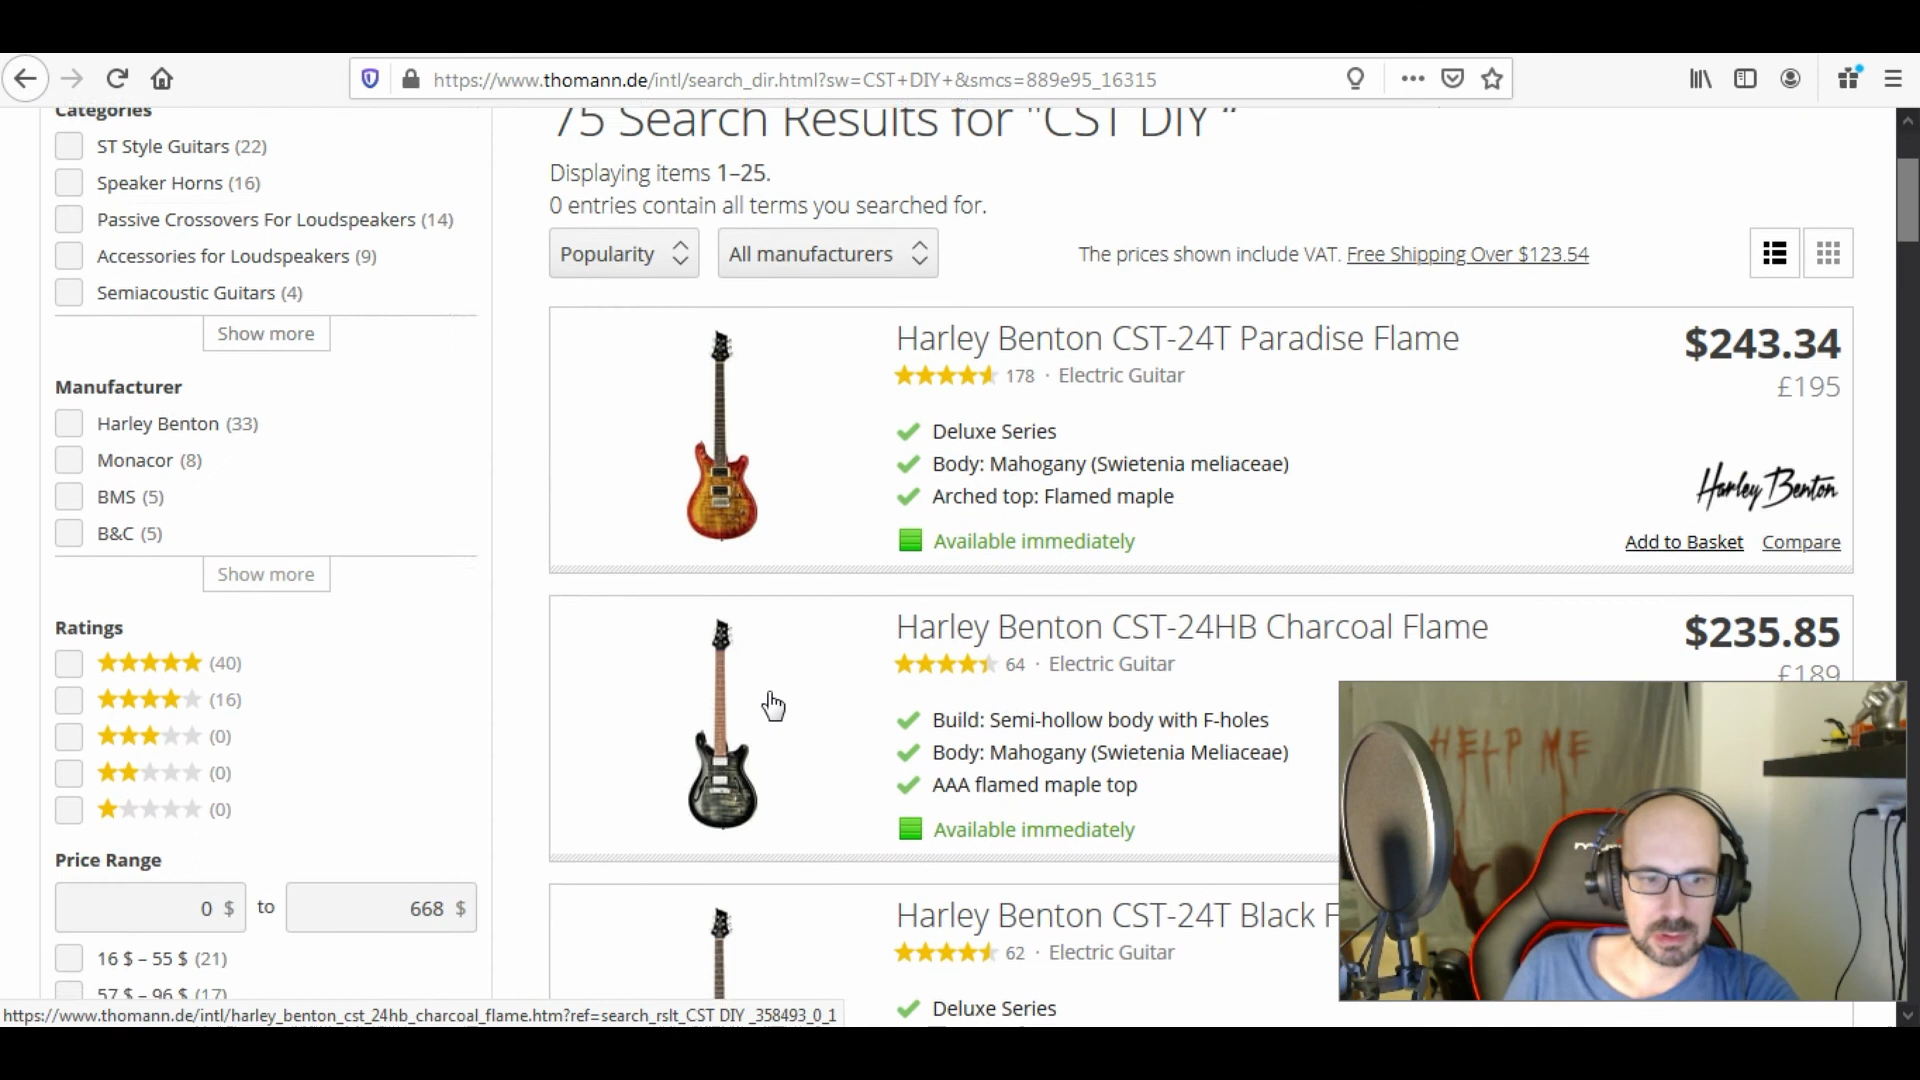 https://www.thomann.de/intl/search_dir.html?sw=CST+DIY+&smcs=889e95_16315
Categories
ST Style Guitars (22)
Speaker Horns (16)
Passive Crossovers For Loudspeakers (14)
Accessories for Loudspeakers (9)
Semiacoustic Guitars (4)
Show more
Manufacturer
Harley Benton (33)
Monacor (8)
BMS (5)
B&C (5)
Show more
Ratings
(40)
(16)
(0)
(0)
(0)
Price Range
0 $ to 668 $
16 $ – 55 $ (21)
57 $ – 96 $ (17)
75 Search Results for "CST DIY “
Displaying items 1–25.
0 entries contain all terms you searched for.
Popularity
All manufacturers
The prices shown include VAT. Free Shipping Over $123.54
Harley Benton CST-24T Paradise Flame
$243.34
178 · Electric Guitar
£195
Deluxe Series
Body: Mahogany (Swietenia meliaceae)
Arched top: Flamed maple
Harley Benton
Available immediately
Add to Basket Compare
Harley Benton CST-24HB Charcoal Flame
$235.85
64 · Electric Guitar
£189
Build: Semi-hollow body with F-holes
Body: Mahogany (Swietenia Meliaceae)
AAA flamed maple top
Available immediately
Harley Benton CST-24T Black F
62 · Electric Guitar
Deluxe Series
HELP ME
https://www.thomann.de/intl/harley_benton_cst_24hb_charcoal_flame.htm?ref=search_rslt_CST DIY _358493_0_1